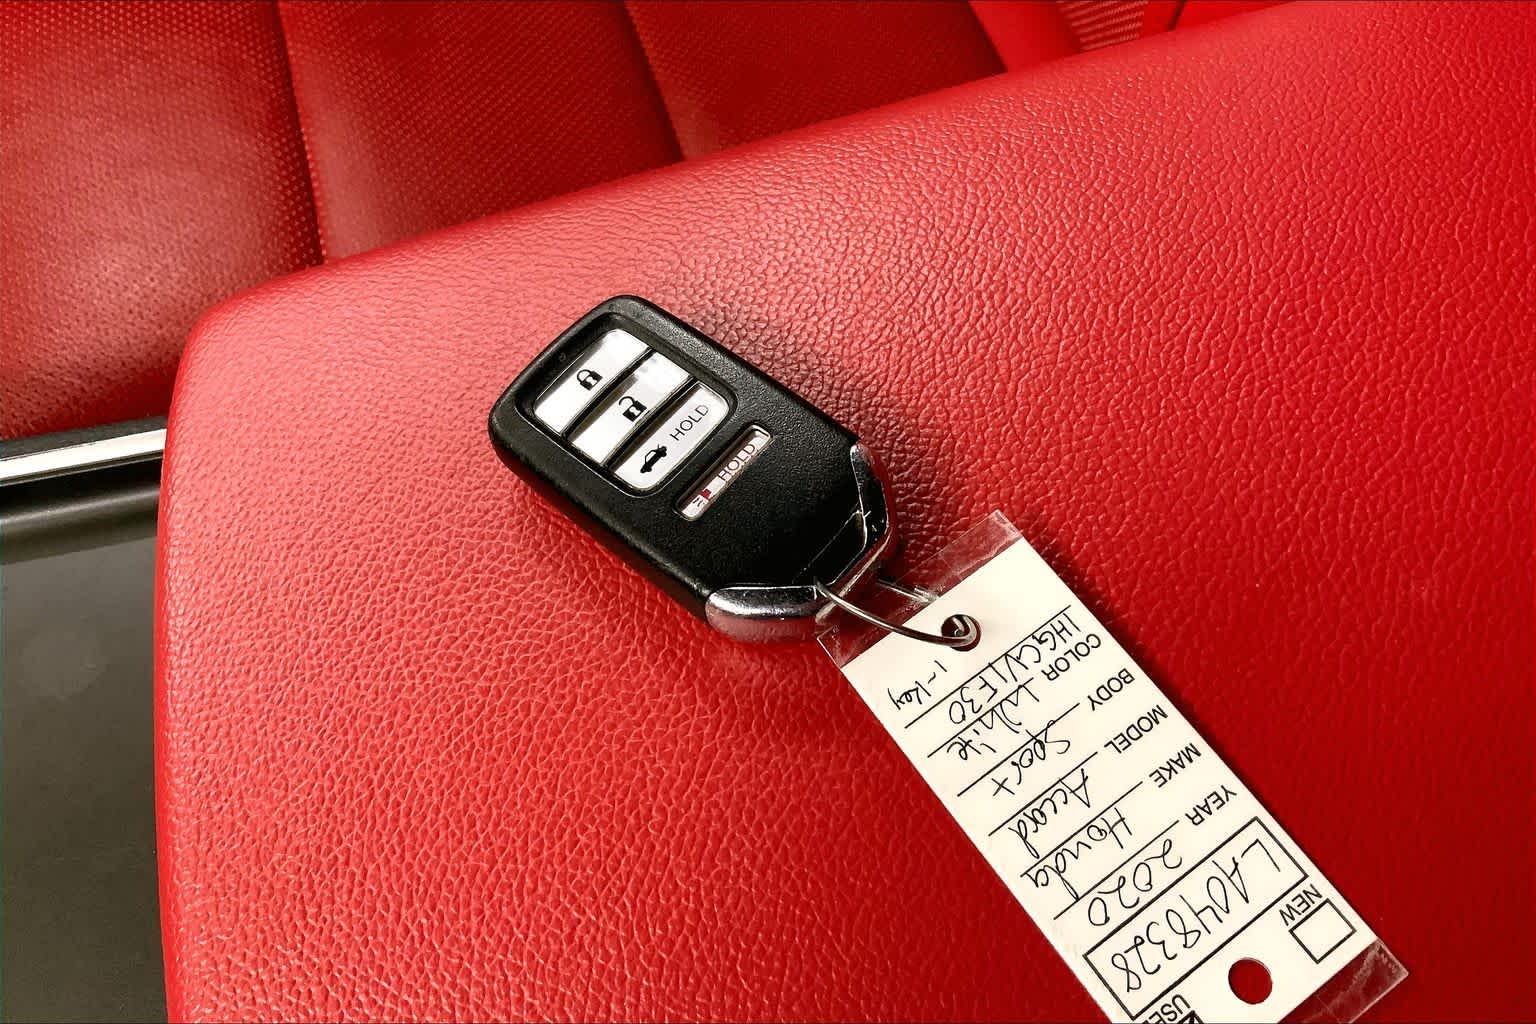 HOLD
HOLD
NEW USED
LA048328
YEAR 2020
MAKE Honda
MODEL Accord
BODY Sport
COLOR White
1HGCV1F30
1-Key